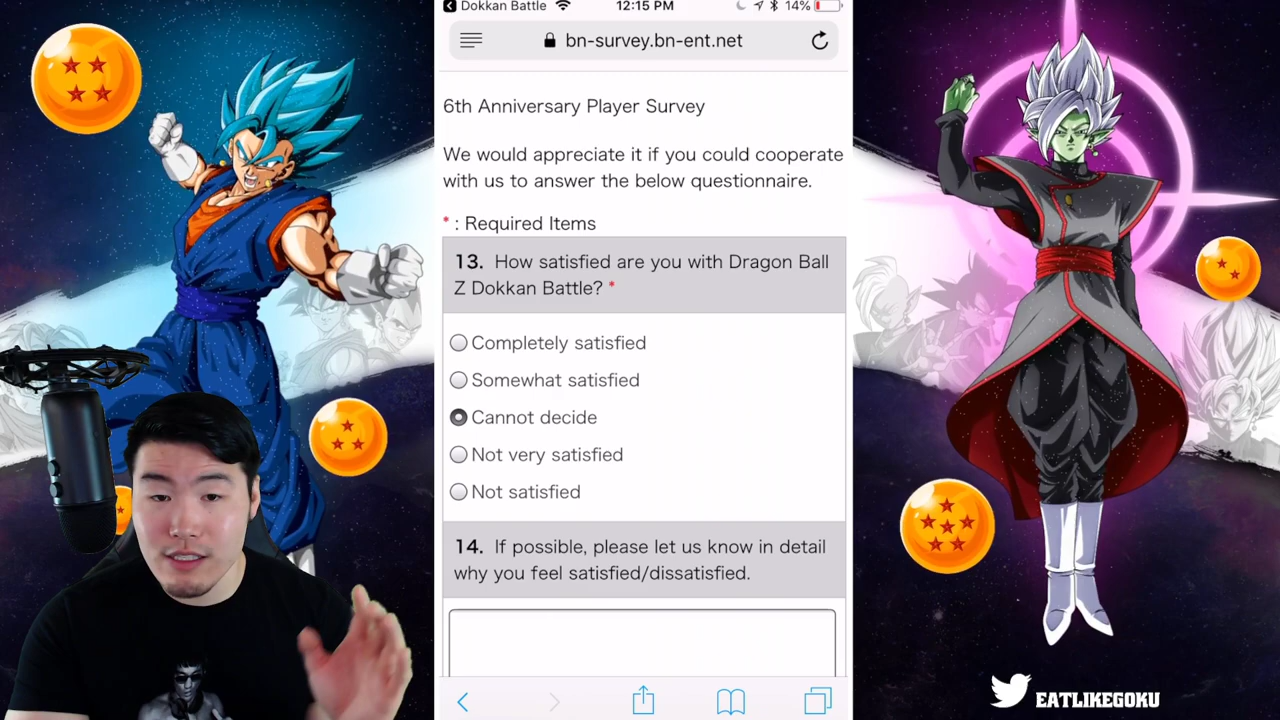 Dokkan Battle 12:15 PM 14%
bn-survey.bn-ent.net
6th Anniversary Player Survey
We would appreciate it if you could cooperate
with us to answer the below questionnaire.
* : Required Items
13. How satisfied are you with Dragon Ball
Z Dokkan Battle? *
Completely satisfied
Somewhat satisfied
Cannot decide
Not very satisfied
Not satisfied
14. If possible, please let us know in detail
why you feel satisfied/dissatisfied.
EATLIKEGOKU